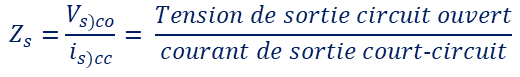 Z_s = V_s)co / i_s)cc = Tension de sortie circuit ouvert / courant de sortie court-circuit